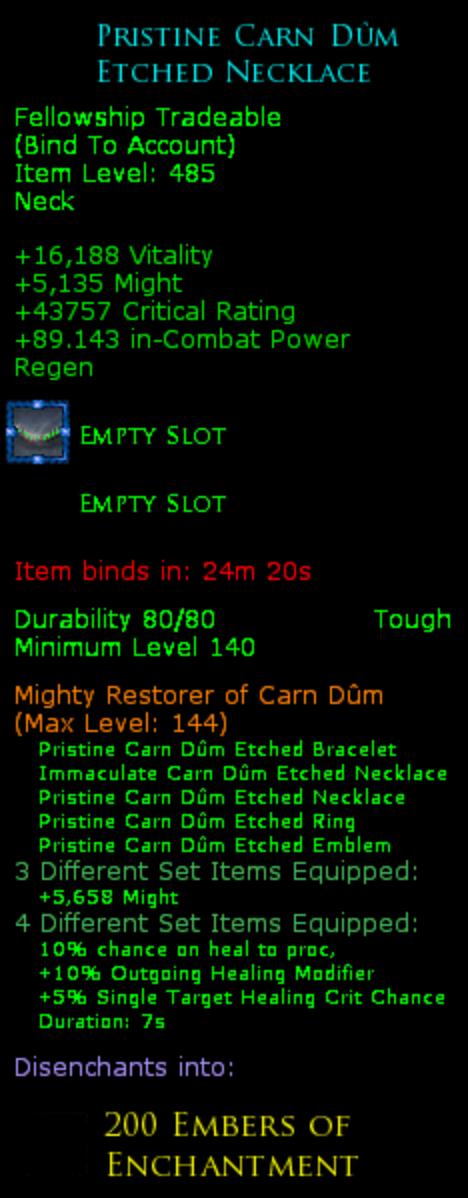 Pristine Carn Dûm
Etched Necklace
Fellowship Tradeable
(Bind To Account)
Item Level: 485
Neck
+16,188 Vitality
+5,135 Might
+43757 Critical Rating
+89.143 in-Combat Power
Regen
Empty Slot
Empty Slot
Item binds in: 24m 20s
Durability 80/80 Tough
Minimum Level 140
Mighty Restorer of Carn Dûm
(Max Level: 144)
Pristine Carn Dûm Etched Bracelet
Immaculate Carn Dûm Etched Necklace
Pristine Carn Dûm Etched Necklace
Pristine Carn Dûm Etched Ring
Pristine Carn Dûm Etched Emblem
3 Different Set Items Equipped:
+5,658 Might
4 Different Set Items Equipped:
10% chance on heal to proc,
+10% Outgoing Healing Modifier
+5% Single Target Healing Crit Chance
Duration: 7s
Disenchants into:
200 Embers of
Enchantment